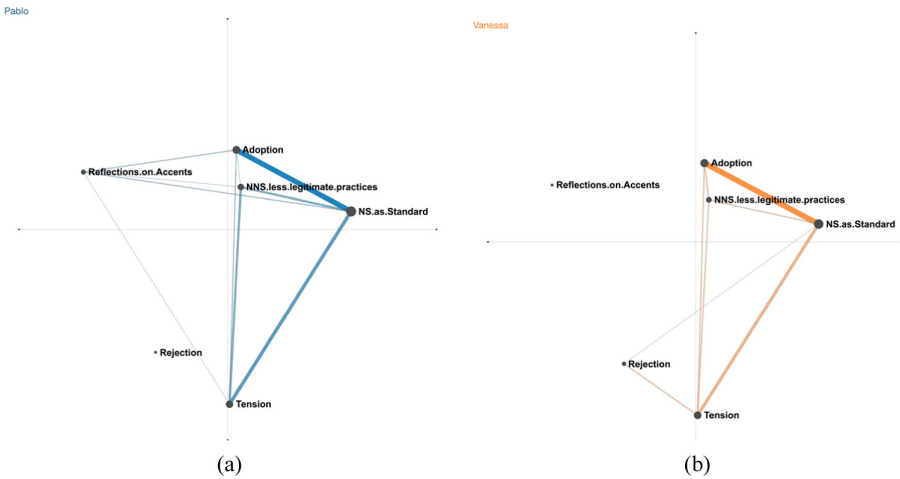 Pablo
Adoption
Reflections.on.Accents
NNS.less.legitimate.practices
NS.as.Standard
Rejection
Tension
(a)
Vanessa
Adoption
Reflections.on.Accents
NNS.less.legitimate.practices
NS.as.Standard
Rejection
Tension
(b)